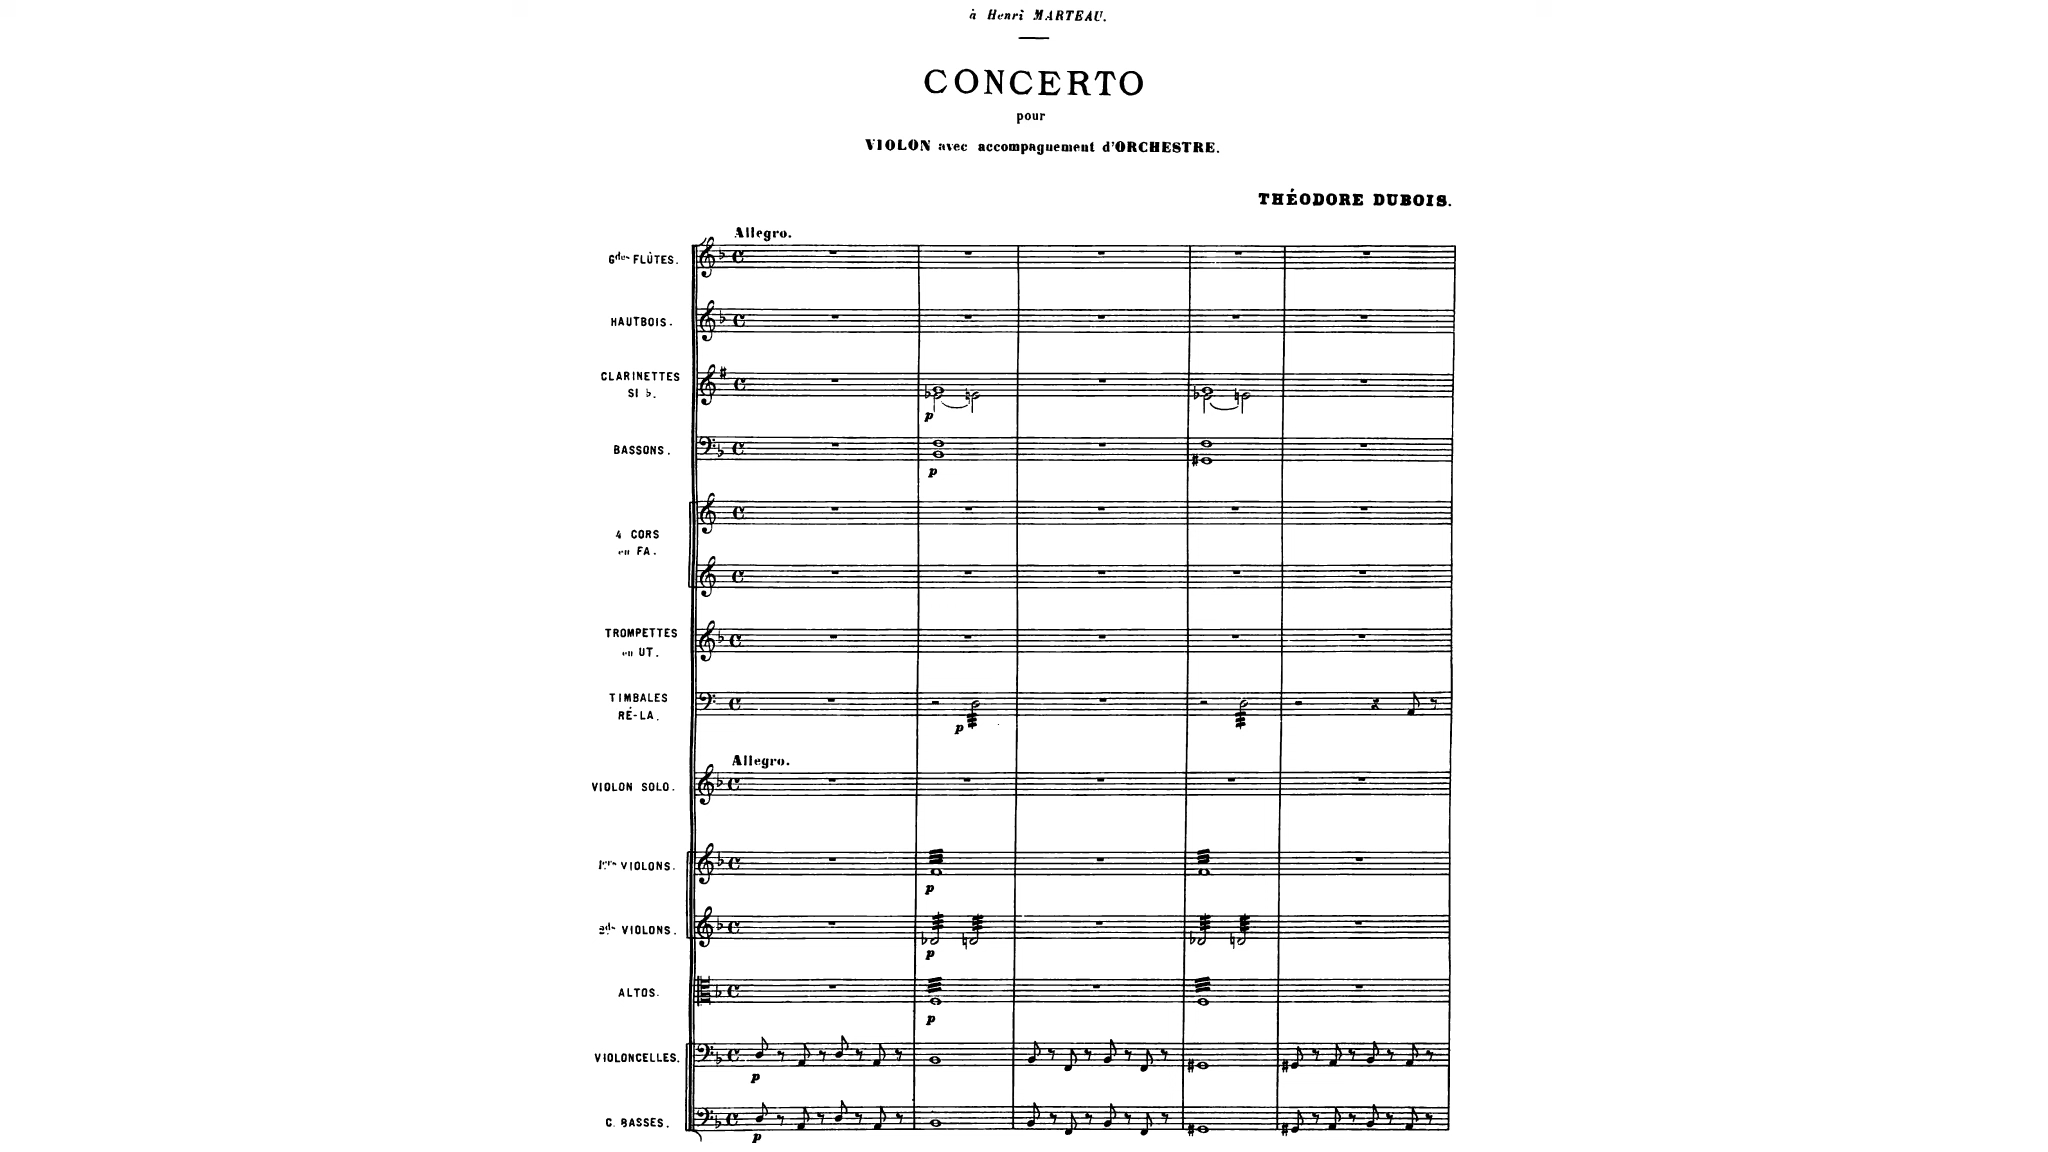 à Henri MARTEAU.
CONCERTO
pour
VIOLON avec accompagnement d'ORCHESTRE.
THÉODORE DUBOIS.
Allegro.
Gdes FLÛTES.
HAUTBOIS.
CLARINETTES
SI ♭.
p
BASSONS.
p
4 CORS
en FA.
TROMPETTES
en UT.
TIMBALES
RÉ-LA.
p
Allegro.
VIOLON SOLO.
1ers VIOLONS.
p
2ds VIOLONS.
p
ALTOS.
p
VIOLONCELLES.
p
C. BASSES.
p